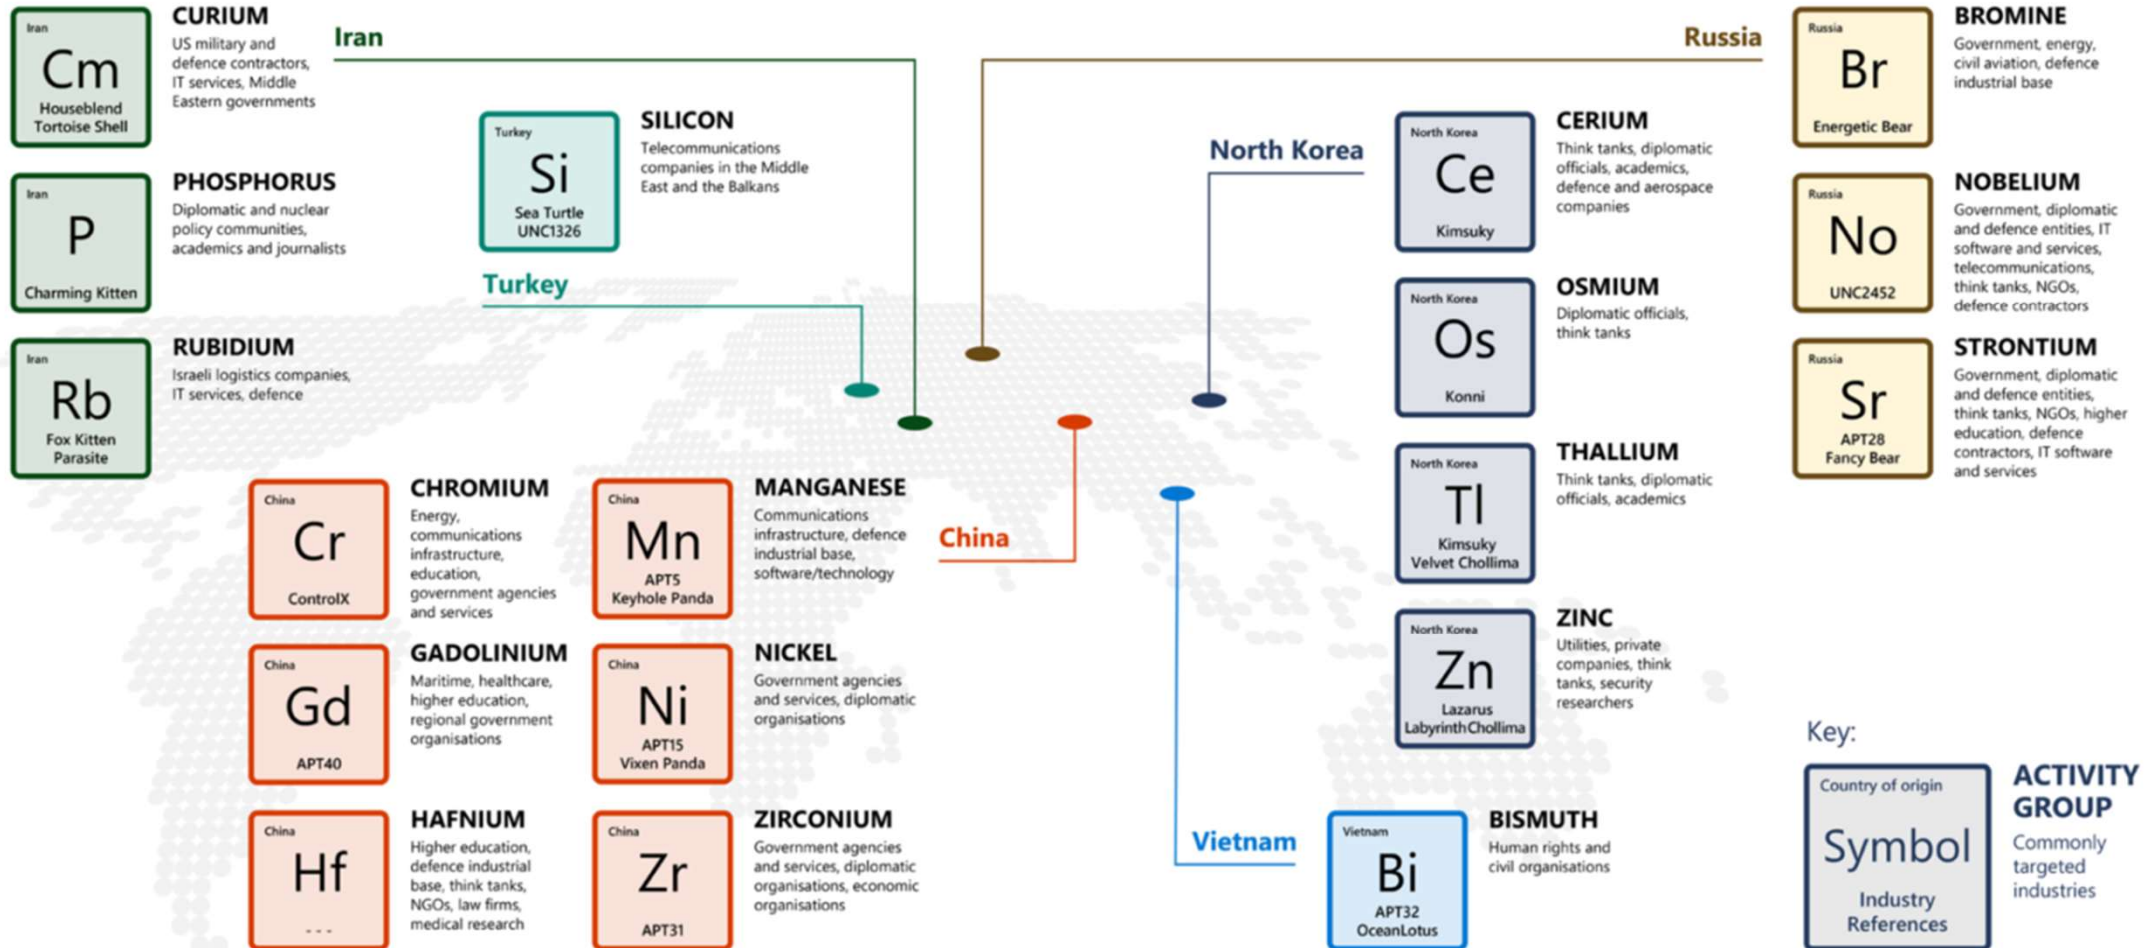 Iran
Cm
Houseblend
Tortoise Shell
CURIUM
US military and
defence contractors,
IT services, Middle
Eastern governments
Iran
P
Charming Kitten
PHOSPHORUS
Diplomatic and nuclear
policy communities,
academics and journalists
Iran
Rb
Fox Kitten
Parasite
RUBIDIUM
Israeli logistics companies,
IT services, defence
Iran
Turkey
Si
Sea Turtle
UNC1326
SILICON
Telecommunications
companies in the Middle
East and the Balkans
Turkey
China
Cr
ControlX
CHROMIUM
Energy,
communications
infrastructure,
education,
government agencies
and services
China
Gd
APT40
GADOLINIUM
Maritime, healthcare,
higher education,
regional government
organisations
China
Hf
- - -
HAFNIUM
Higher education,
defence industrial
base, think tanks,
NGOs, law firms,
medical research
China
Mn
APT5
Keyhole Panda
MANGANESE
Communications
infrastructure, defence
industrial base,
software/technology
China
Ni
APT15
Vixen Panda
NICKEL
Government agencies
and services, diplomatic
organisations
China
Zr
APT31
ZIRCONIUM
Government agencies
and services, diplomatic
organisations, economic
organisations
China
North Korea
North Korea
Ce
Kimsuky
CERIUM
Think tanks, diplomatic
officials, academics,
defence and aerospace
companies
North Korea
Os
Konni
OSMIUM
Diplomatic officials,
think tanks
North Korea
Tl
Kimsuky
Velvet Chollima
THALLIUM
Think tanks, diplomatic
officials, academics
North Korea
Zn
Lazarus
LabyrinthChollima
ZINC
Utilities, private
companies, think
tanks, security
researchers
Vietnam
Vietnam
Bi
APT32
OceanLotus
BISMUTH
Human rights and
civil organisations
Russia
Russia
Br
Energetic Bear
BROMINE
Government, energy,
civil aviation, defence
industrial base
Russia
No
UNC2452
NOBELIUM
Government, diplomatic
and defence entities, IT
software and services,
telecommunications,
think tanks, NGOs,
defence contractors
Russia
Sr
APT28
Fancy Bear
STRONTIUM
Government, diplomatic
and defence entities,
think tanks, NGOs, higher
education, defence
contractors, IT software
and services
Key:
Country of origin
Symbol
Industry
References
ACTIVITY
GROUP
Commonly
targeted
industries